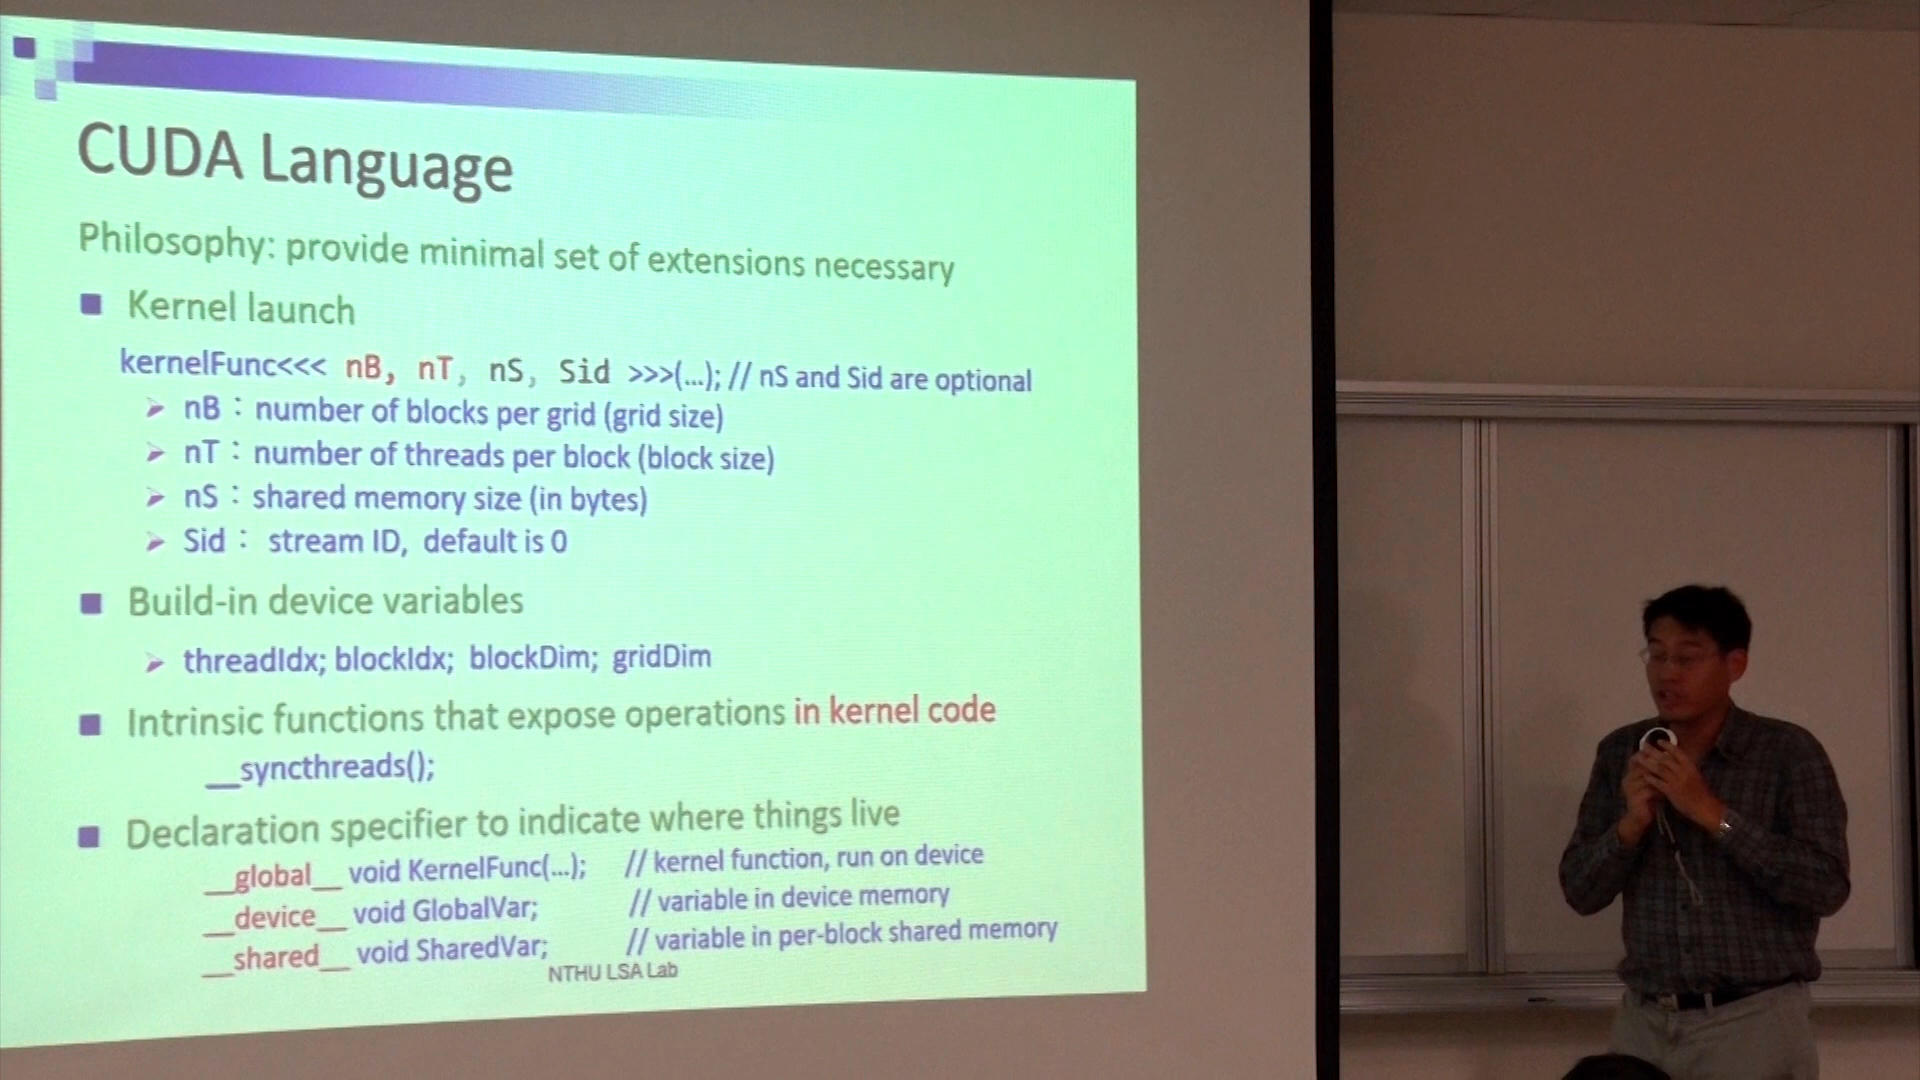 CUDA Language
Philosophy: provide minimal set of extensions necessary
Kernel launch
kernelFunc<<< nB, nT, nS, Sid >>>(...); // nS and Sid are optional
nB : number of blocks per grid (grid size)
nT : number of threads per block (block size)
nS : shared memory size (in bytes)
Sid : stream ID, default is 0
Build-in device variables
threadIdx; blockIdx; blockDim; gridDim
Intrinsic functions that expose operations in kernel code
__syncthreads();
Declaration specifier to indicate where things live
__global__ void KernelFunc(...); // kernel function, run on device
__device__ void GlobalVar; // variable in device memory
__shared__ void SharedVar; // variable in per-block shared memory
NTHU LSA Lab